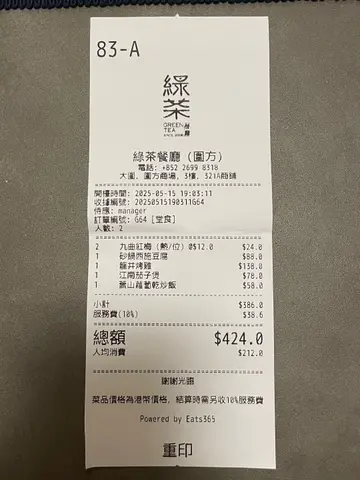 83-A
綠
茶
GREEN
TEA
餐廳
綠茶餐廳 (圍方)
電話: +852 2699 8318
大圍, 圍方商場, 3樓, 321A商鋪
開檯時間: 2025-05-15 19:03:11
收據編號: 20250515190311G64
侍應: manager
訂單編號: G64 [堂食]
人數: 2
2 九曲紅梅 (熱/位) @$12.0 $24.0
1 砂鍋西施豆腐 $88.0
1 龍井烤雞 $138.0
1 江南茄子煲 $78.0
1 蕭山蘿蔔乾炒飯 $58.0
小計 $386.0
服務費(10%) $38.6
總額 $424.0
人均消費 $212.0
謝謝光臨
菜品價格為港幣價格, 結算時需另收10%服務費
Powered by Eats365
重印